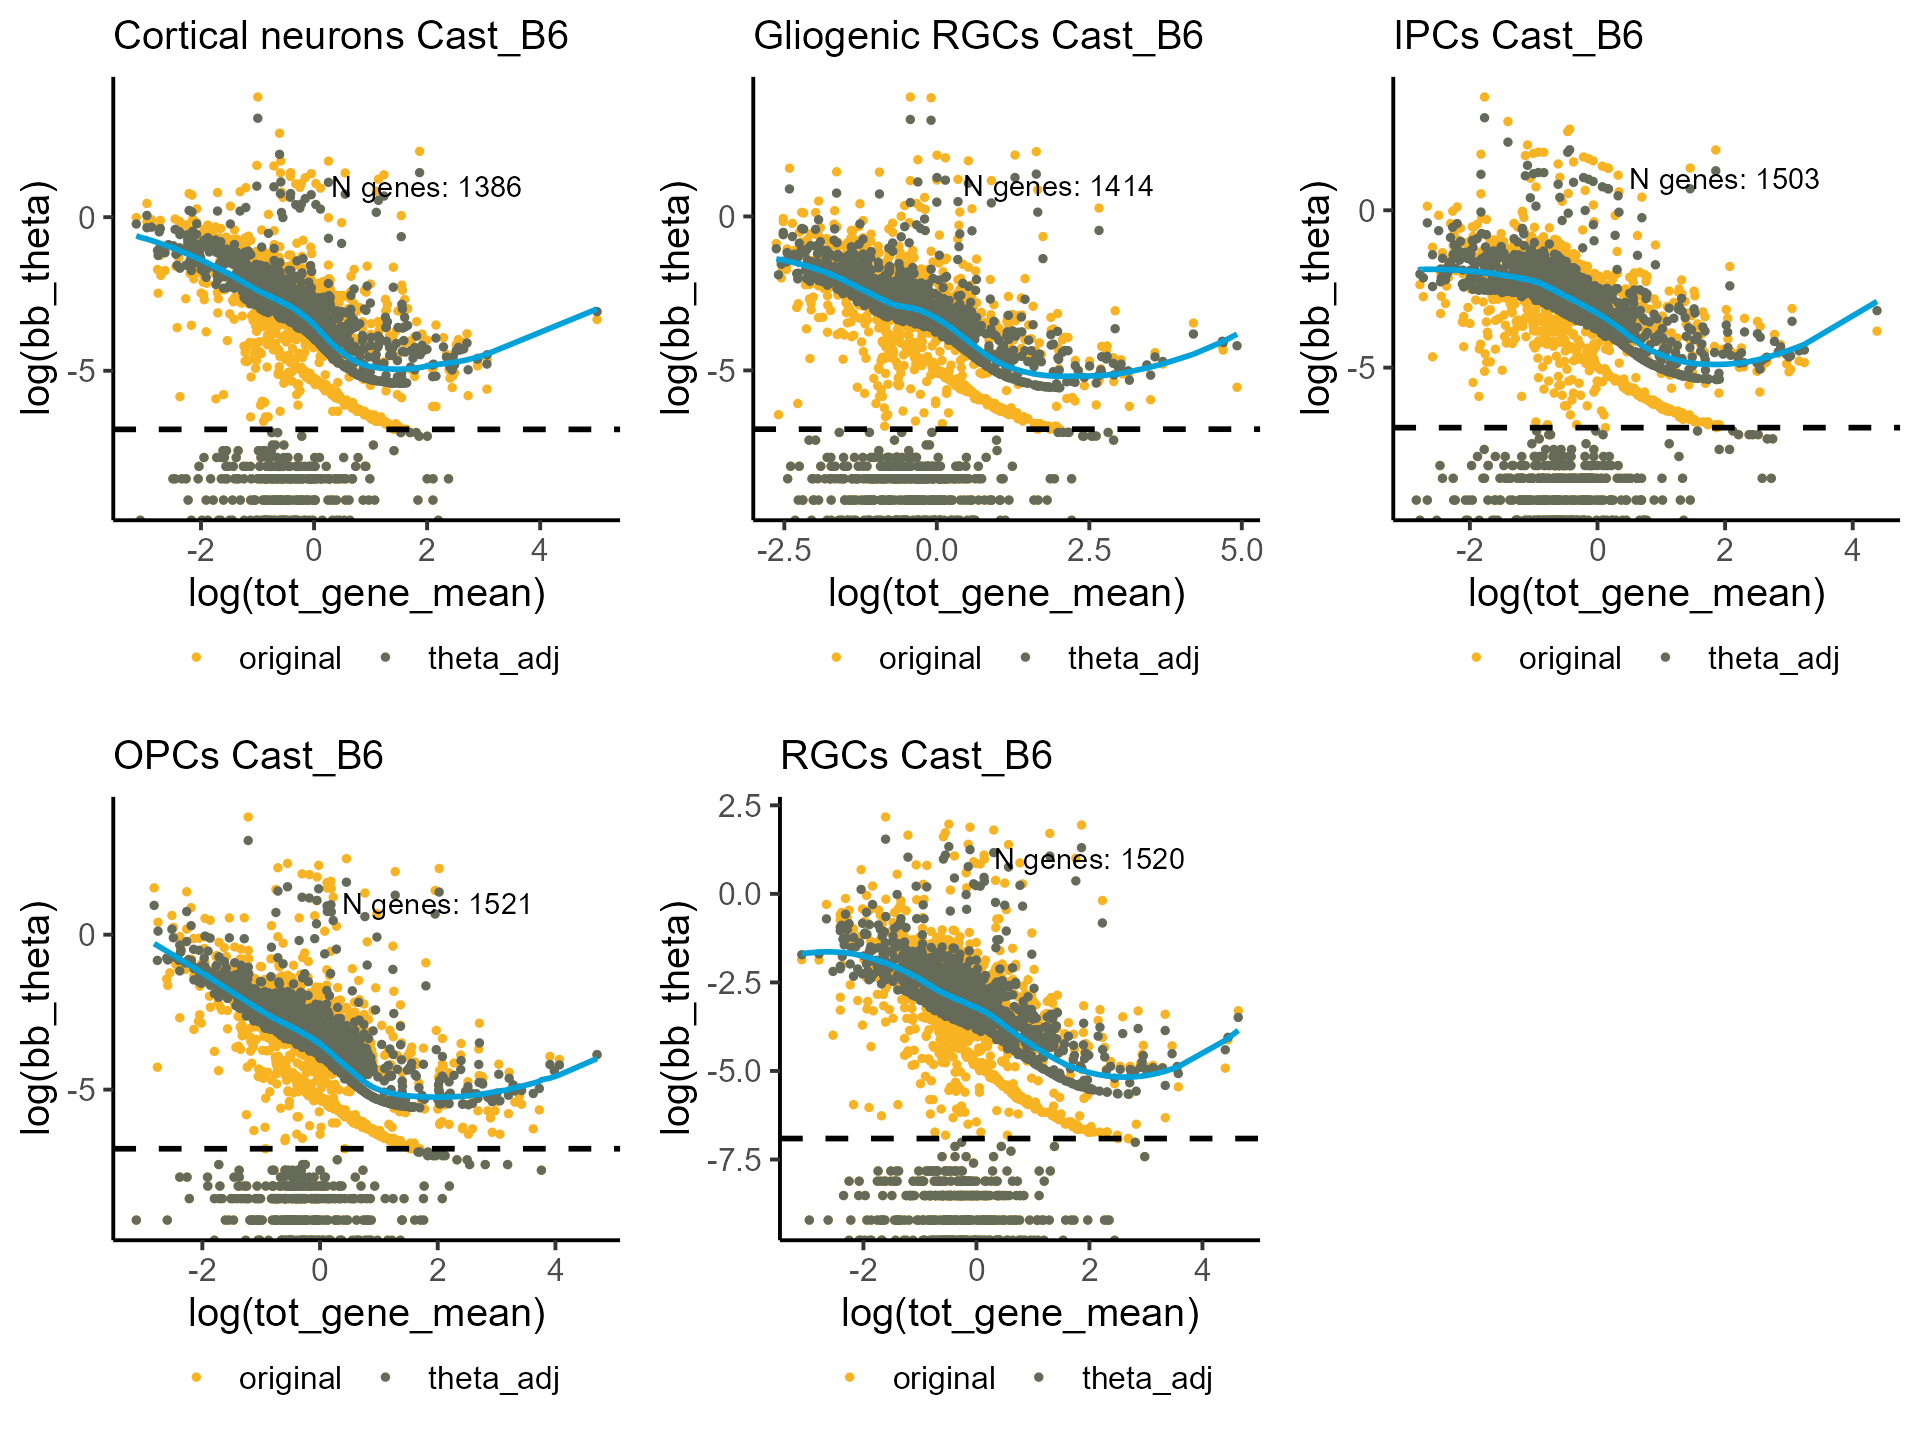 Cortical neurons Cast_B6
N genes: 1386
log(bb_theta)
0
-5
-2 0 2 4
log(tot_gene_mean)
original theta_adj
Gliogenic RGCs Cast_B6
N genes: 1414
log(bb_theta)
0
-5
-2.5 0.0 2.5 5.0
log(tot_gene_mean)
original theta_adj
IPCs Cast_B6
N genes: 1503
log(bb_theta)
0
-5
-2 0 2 4
log(tot_gene_mean)
original theta_adj
OPCs Cast_B6
N genes: 1521
log(bb_theta)
0
-5
-2 0 2 4
log(tot_gene_mean)
original theta_adj
RGCs Cast_B6
N genes: 1520
log(bb_theta)
2.5
0.0
-2.5
-5.0
-7.5
-2 0 2 4
log(tot_gene_mean)
original theta_adj